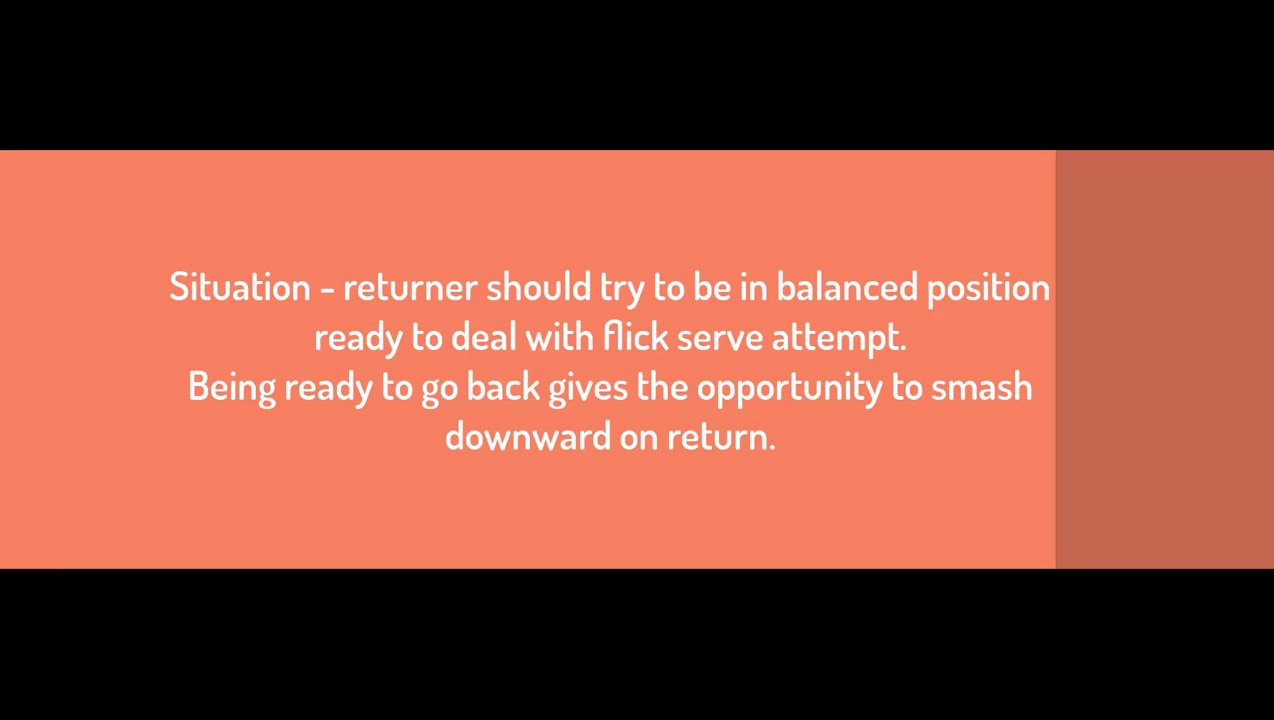 Situation - returner should try to be in balanced position
ready to deal with flick serve attempt.
Being ready to go back gives the opportunity to smash
downward on return.